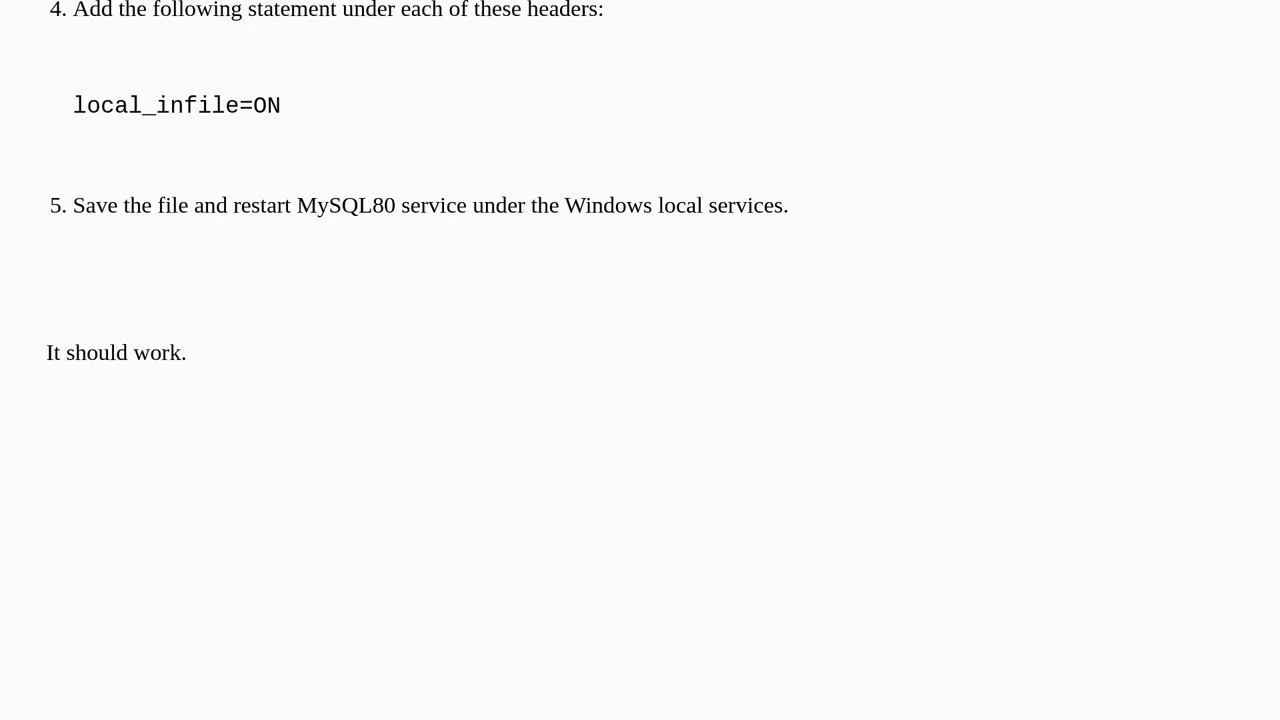 4. Add the following statement under each of these headers:
local_infile=ON
5. Save the file and restart MySQL80 service under the Windows local services.
It should work.